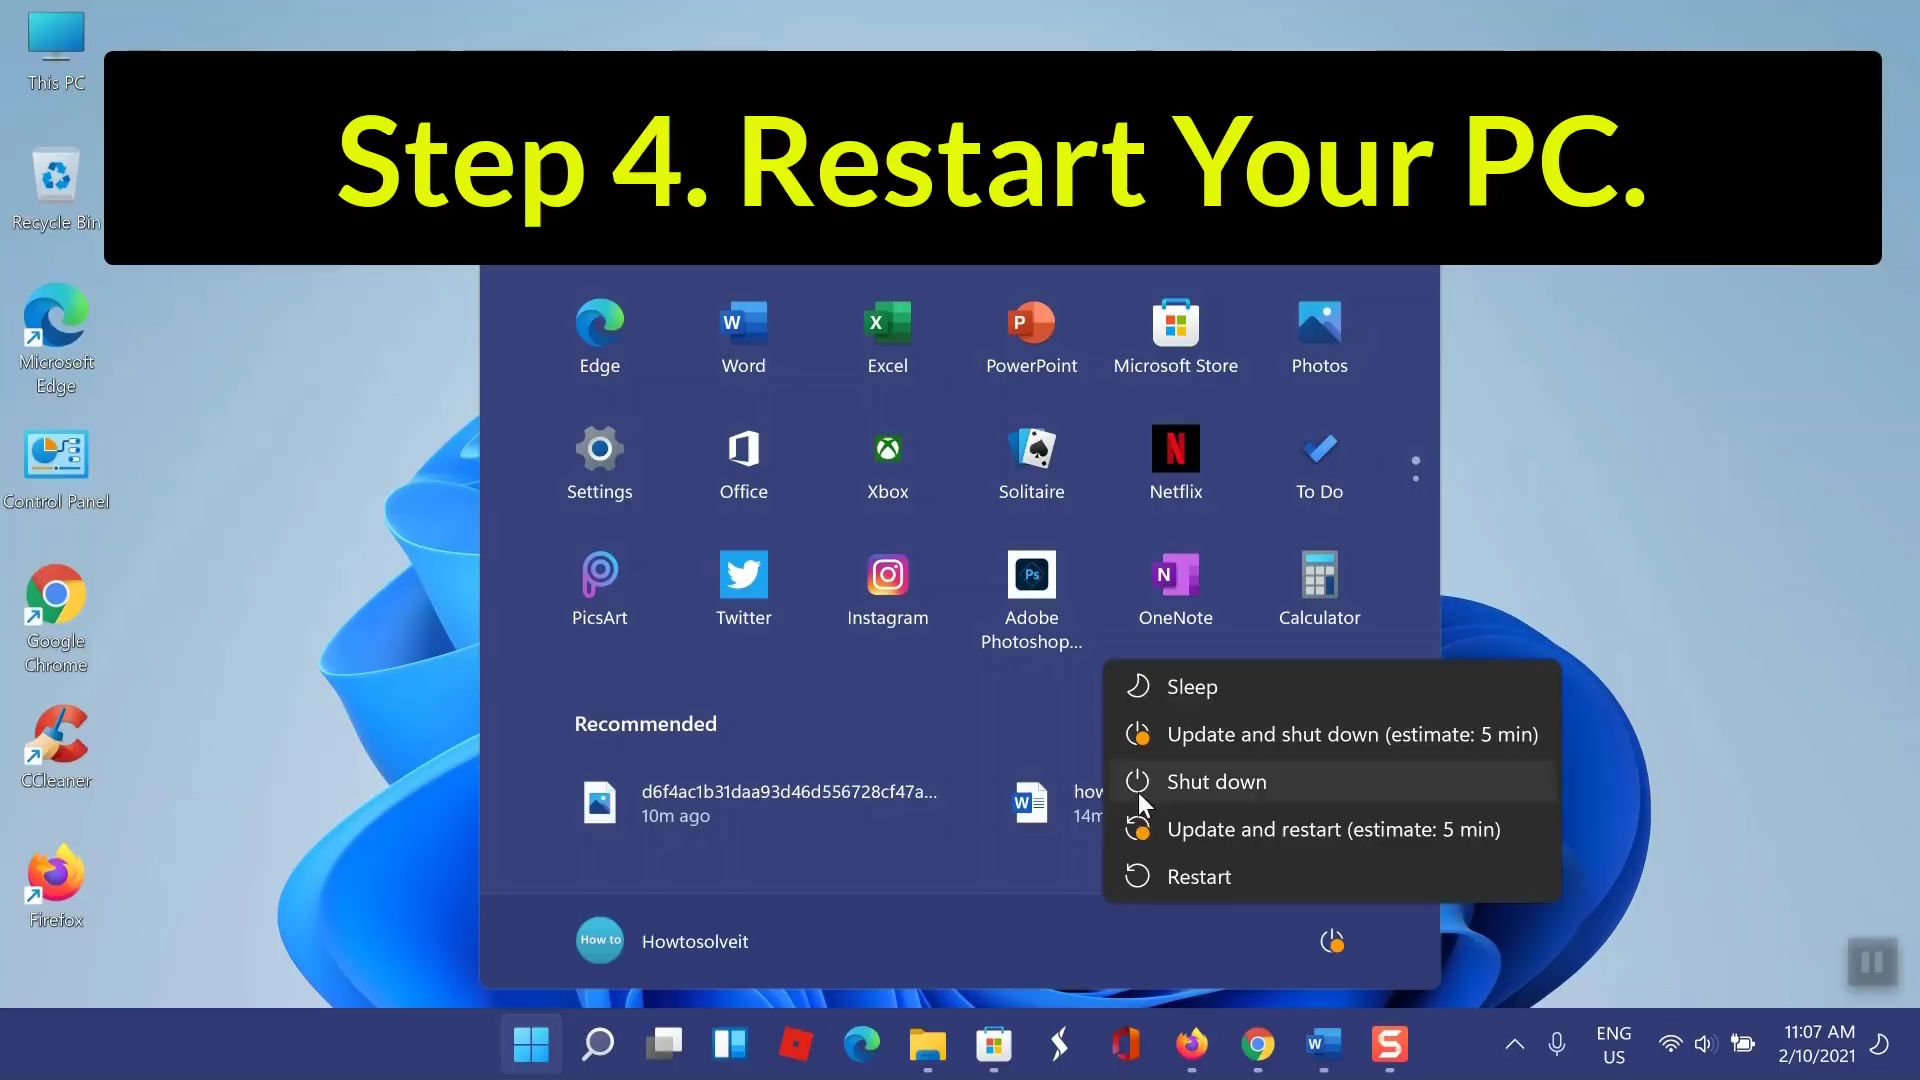 This PC
Step 4. Restart Your PC.
Recycle Bin
Microsoft
Edge
Control Panel
Google
Chrome
CCleaner
Firefox
Edge
Word
Excel
PowerPoint
Microsoft Store
Photos
Settings
Office
Xbox
Solitaire
Netflix
To Do
PicsArt
Twitter
Instagram
Adobe
Photoshop...
OneNote
Calculator
Recommended
d6f4ac1b31daa93d46d556728cf47a...
10m ago
how
14m
Sleep
Update and shut down (estimate: 5 min)
Shut down
Update and restart (estimate: 5 min)
Restart
How to
Howtosolveit
ENG
US
11:07 AM
2/10/2021